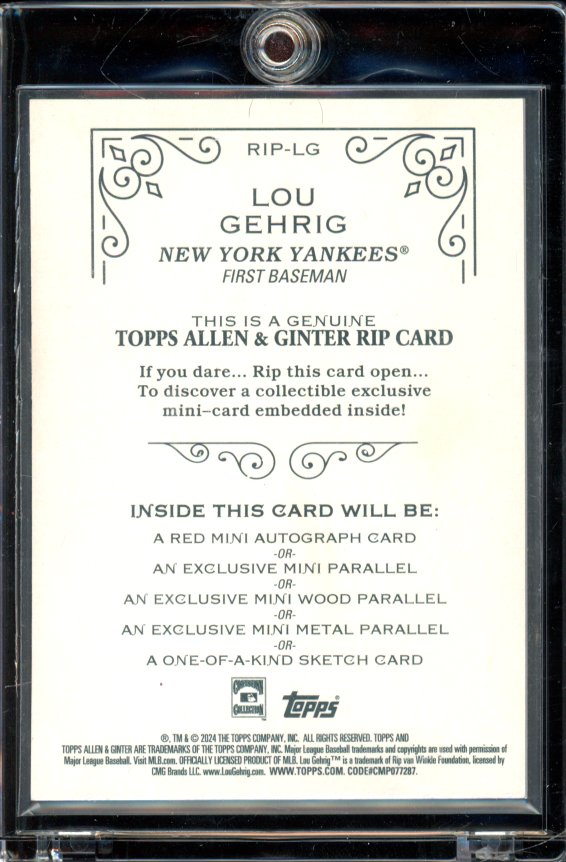 RIP-LG
LOU
GEHRIG
NEW YORK YANKEES®
FIRST BASEMAN
THIS IS A GENUINE
TOPPS ALLEN & GINTER RIP CARD
If you dare... Rip this card open...
To discover a collectible exclusive
mini-card embedded inside!
INSIDE THIS CARD WILL BE:
A RED MINI AUTOGRAPH CARD
-OR-
AN EXCLUSIVE MINI PARALLEL
-OR-
AN EXCLUSIVE MINI WOOD PARALLEL
-OR-
AN EXCLUSIVE MINI METAL PARALLEL
-OR-
A ONE-OF-A-KIND SKETCH CARD
COOPERSTOWN
COLLECTION
TOPPS®
®, TM & © 2024 THE TOPPS COMPANY, INC. ALL RIGHTS RESERVED. TOPPS AND
TOPPS ALLEN & GINTER ARE TRADEMARKS OF THE TOPPS COMPANY, INC. Major League Baseball trademarks and copyrights are used with permission of
Major League Baseball. Visit MLB.com. OFFICIALLY LICENSED PRODUCT OF MLB. Lou Gehrig™ is a trademark of Rip van Winkle Foundation, licensed by
CMG Brands LLC. www.LouGehrig.com. WWW.TOPPS.COM. CODE#CMP077287.